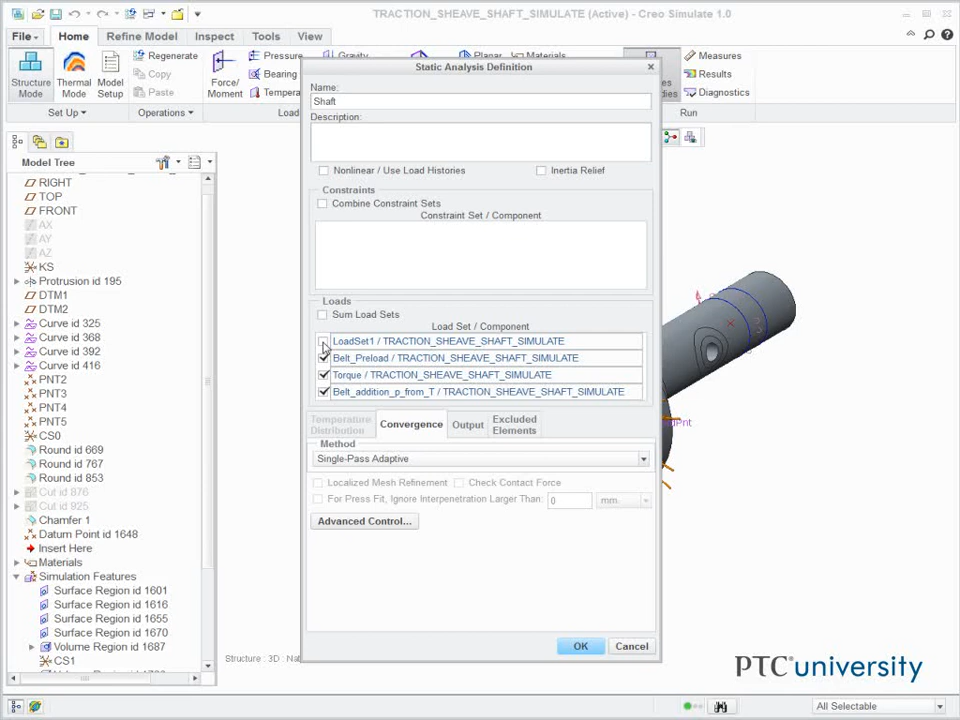 TRACTION_SHEAVE_SHAFT_SIMULATE (Active) - Creo Simulate 1.0
File
Home
Refine Model
Inspect
Tools
View
Structure Mode
Thermal Mode
Model Setup
Regenerate
Copy
Paste
Force/Moment
Pressure
Bearing
Gravity
Planar
Materials
Measures
Results
Diagnostics
Set Up
Operations
Run
Static Analysis Definition
Name:
Shaft
Description:
Nonlinear / Use Load Histories
Inertia Relief
Constraints
Combine Constraint Sets
Constraint Set / Component
Loads
Sum Load Sets
Load Set / Component
LoadSet1 / TRACTION_SHEAVE_SHAFT_SIMULATE
Belt_Preload / TRACTION_SHEAVE_SHAFT_SIMULATE
Torque / TRACTION_SHEAVE_SHAFT_SIMULATE
Belt_addition_p_from_T / TRACTION_SHEAVE_SHAFT_SIMULATE
Temperature Distribution
Convergence
Output
Excluded Elements
Method
Single-Pass Adaptive
Localized Mesh Refinement
Check Contact Force
For Press Fit, Ignore Interpenetration Larger Than:
0
mm
Advanced Control...
OK
Cancel
Model Tree
RIGHT
TOP
FRONT
AX
AY
AZ
KS
Protrusion id 195
DTM1
DTM2
Curve id 325
Curve id 368
Curve id 392
Curve id 416
PNT2
PNT3
PNT4
PNT5
CS0
Round id 669
Round id 767
Round id 853
Cut id 876
Cut id 925
Chamfer 1
Datum Point id 1648
Insert Here
Materials
Simulation Features
Surface Region id 1601
Surface Region id 1616
Surface Region id 1655
Surface Region id 1670
Volume Region id 1687
CS1
Structure : 3D
PTC university
All Selectable